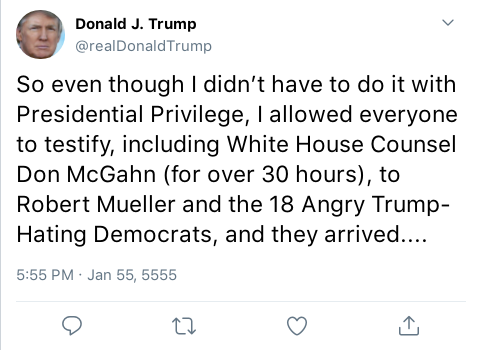 Donald J. Trump
@realDonaldTrump
So even though I didn’t have to do it with
Presidential Privilege, I allowed everyone
to testify, including White House Counsel
Don McGahn (for over 30 hours), to
Robert Mueller and the 18 Angry Trump-
Hating Democrats, and they arrived....
5:55 PM · Jan 55, 5555